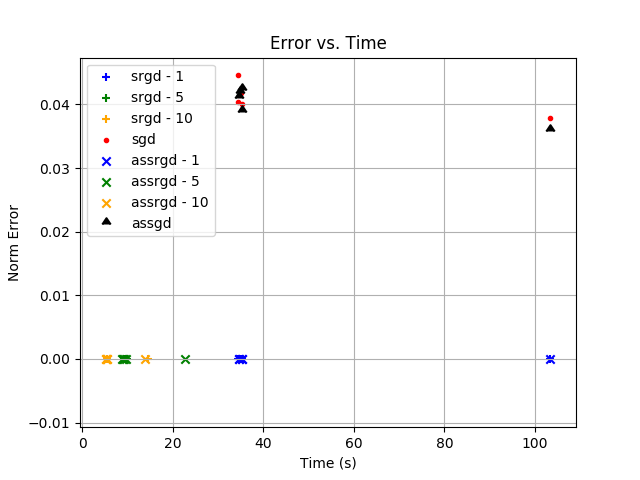 Error vs. Time
srgd - 1
srgd - 5
srgd - 10
sgd
assrgd - 1
assrgd - 5
assrgd - 10
assgd
Norm Error
0.04
0.03
0.02
0.01
0.00
−0.01
0 20 40 60 80 100
Time (s)